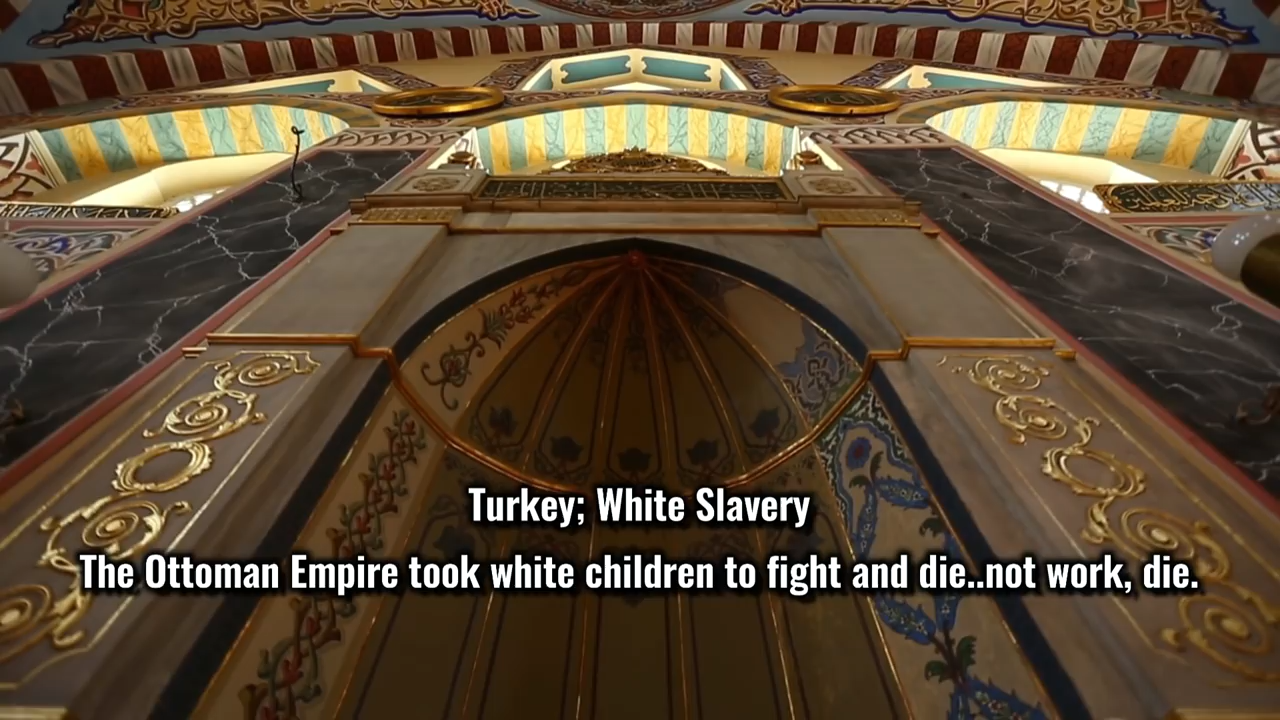 Turkey; White Slavery
The Ottoman Empire took white children to fight and die..not work, die.